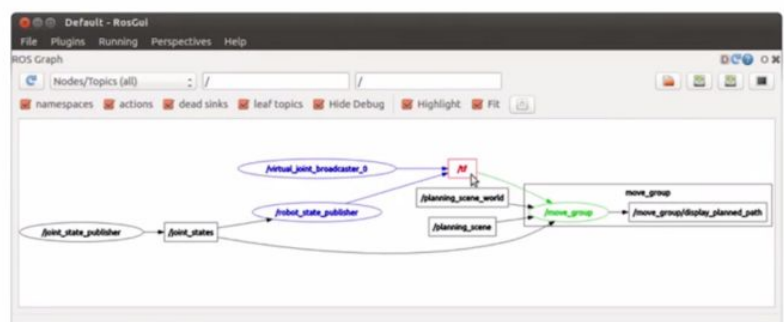 Default - RosGui
File Plugins Running Perspectives Help
ROS Graph
D O
Nodes/Topics (all) / /
namespaces actions dead sinks leaf topics Hide Debug Highlight Fit
/virtual_joint_broadcaster_0
/tf
move_group
/planning_scene_world
/robot_state_publisher
/move_group
/move_group/display_planned_path
/planning_scene
/joint_state_publisher
/joint_states